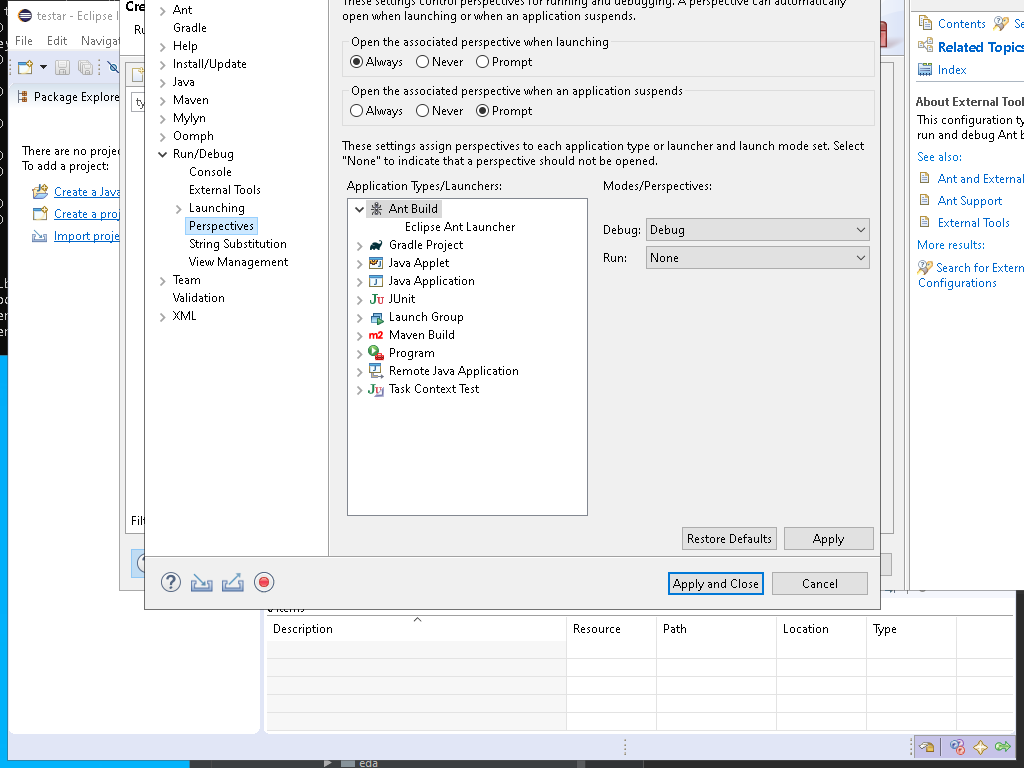 testar - Eclipse I
File Edit Navigat
Package Explore
There are no projec
To add a project:
Create a Java
Create a proj
Import proje
Cre
Ru
ty
Filt
Ant
Gradle
Help
Install/Update
Java
Maven
Mylyn
Oomph
Run/Debug
Console
External Tools
Launching
Perspectives
String Substitution
View Management
Team
Validation
XML
These settings control perspectives for running and debugging. A perspective can automatically
open when launching or when an application suspends.
Open the associated perspective when launching
Always Never Prompt
Open the associated perspective when an application suspends
Always Never Prompt
These settings assign perspectives to each application type or launcher and launch mode set. Select
"None" to indicate that a perspective should not be opened.
Application Types/Launchers:
Ant Build
Eclipse Ant Launcher
Gradle Project
Java Applet
Java Application
JUnit
Launch Group
Maven Build
Program
Remote Java Application
Task Context Test
Modes/Perspectives:
Debug: Debug
Run: None
Restore Defaults Apply
Apply and Close Cancel
Contents Se
Related Topics
Index
About External Tool
This configuration ty
run and debug Ant b
See also:
Ant and External
Ant Support
External Tools
More results:
Search for Extern
Configurations
0 items
Description Resource Path Location Type
eda